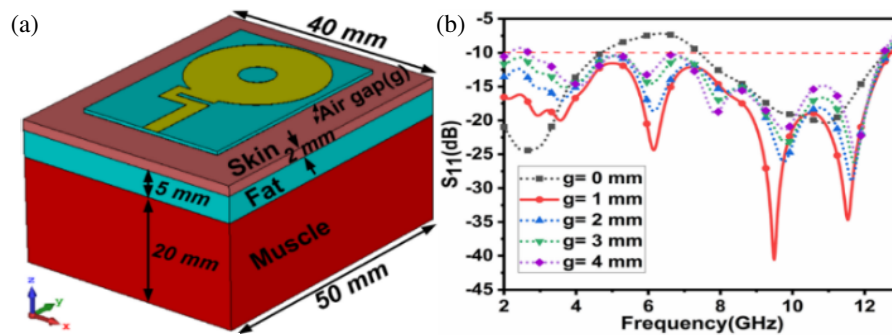 (a)
40 mm
Air gap(g)
Skin
2 mm
5 mm
Fat
20 mm
Muscle
50 mm
z
y
x
(b)
-5
-10
-15
-20
-25
-30
-35
-40
-45
S11(dB)
g= 0 mm
g= 1 mm
g= 2 mm
g= 3 mm
g= 4 mm
2 4 6 8 10 12
Frequency(GHz)